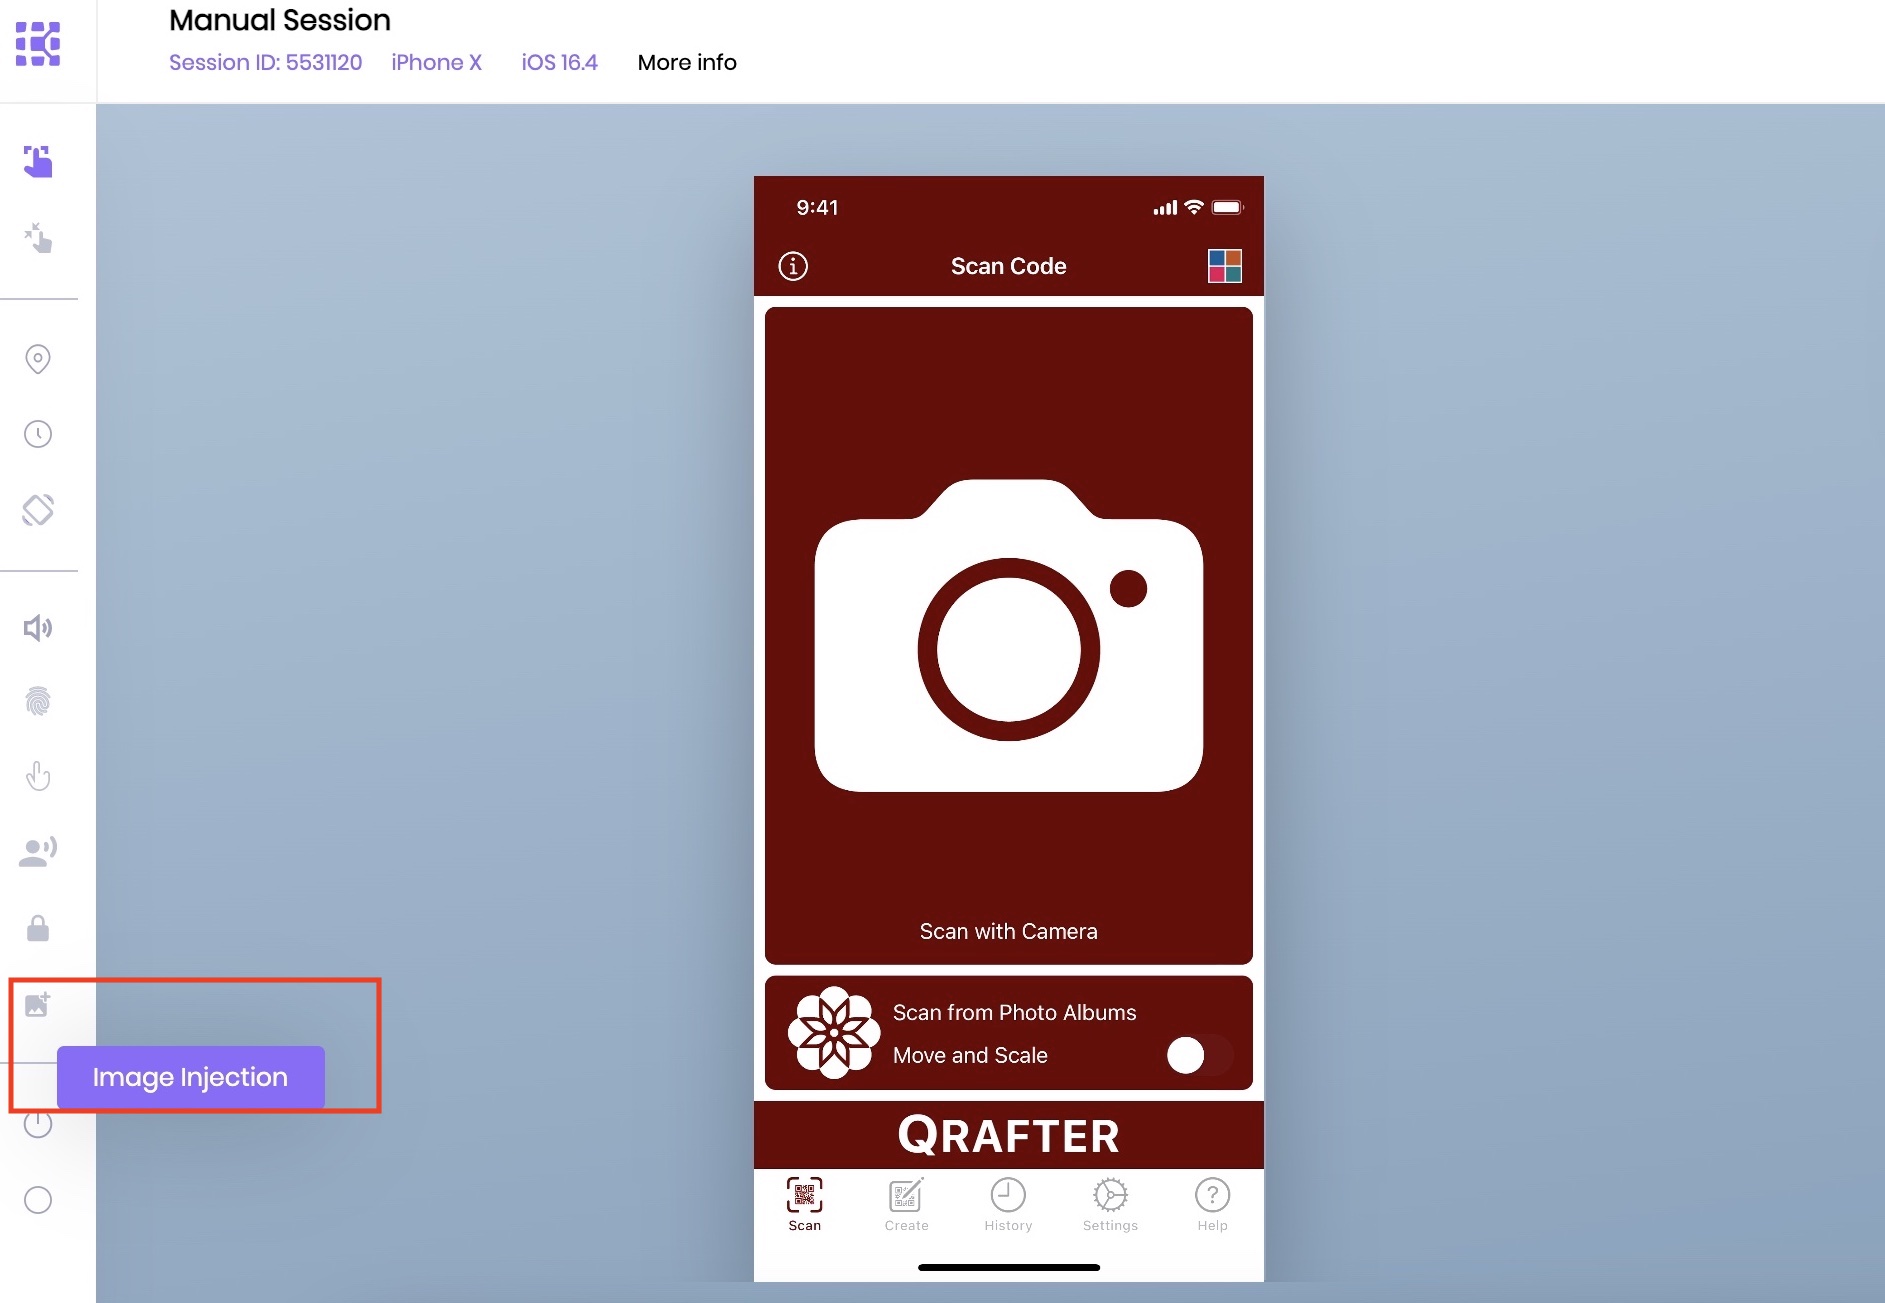 Manual Session
Session ID: 5531120 iPhone X iOS 16.4 More info
9:41
Scan Code
Scan with Camera
Scan from Photo Albums
Move and Scale
Image Injection
QRAFTER
Scan Create History Settings Help